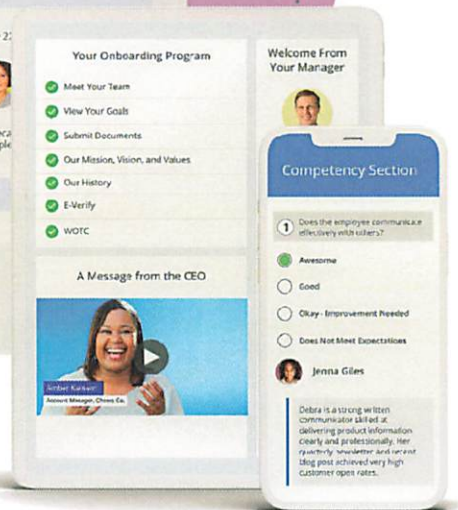 22
Your Onboarding Program
Meet Your Team
View Your Goals
Submit Documents
Our Mission, Vision, and Values
Our History
E-Verify
WOTC
A Message from the CEO
Account Manager, Chows Co.
Welcome From
Your Manager
Competency Section
1 Does the employee communicate
effectively with others?
Awesome
Good
Okay - Improvement Needed
Does Not Meet Expectations
Jenna Giles
Debra is a strong written
communicator skilled at
delivering product information
clearly and professionally. Her
quarterly newsletter and recent
blog post achieved very high
customer open rates.